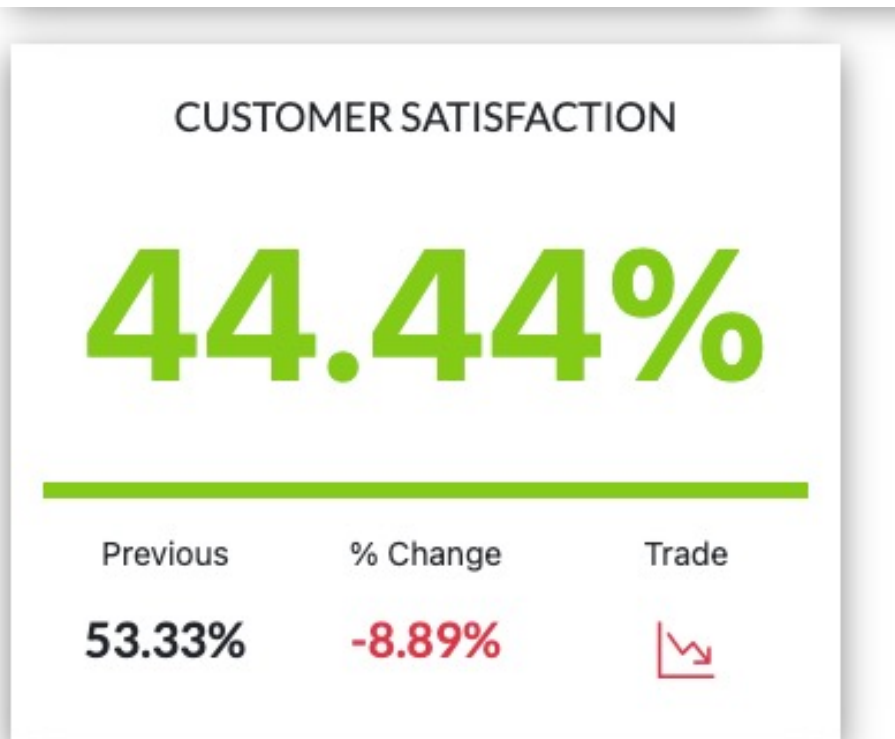 CUSTOMER SATISFACTION
44.44%
Previous % Change Trade
53.33% -8.89%